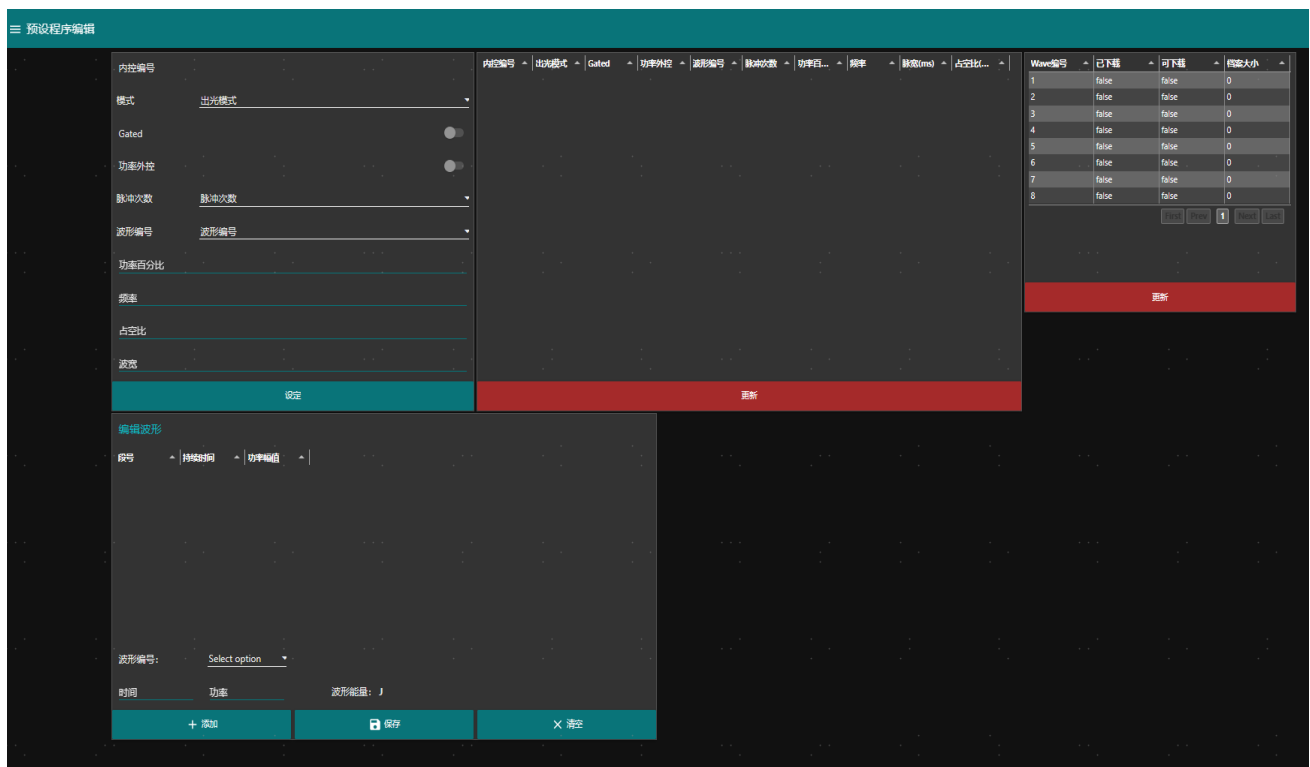 预设程序编辑
内控编号
模式 出光模式
Gated
功率外控
脉冲次数 脉冲次数
波形编号 波形编号
功率百分比
频率
占空比
波宽
设定
内控编号 出光模式 Gated 功率外控 波形编号 脉冲次数 功率百... 频率 脉宽(ms) 占空比(...
更新
Wave编号 已下载 可下载 档案大小
1 false false 0
2 false false 0
3 false false 0
4 false false 0
5 false false 0
6 false false 0
7 false false 0
8 false false 0
First Prev 1 Next Last
更新
编辑波形
段号 持续时间 功率幅值
波形编号： Select option
时间 功率 波形能量： J
添加 保存 清空